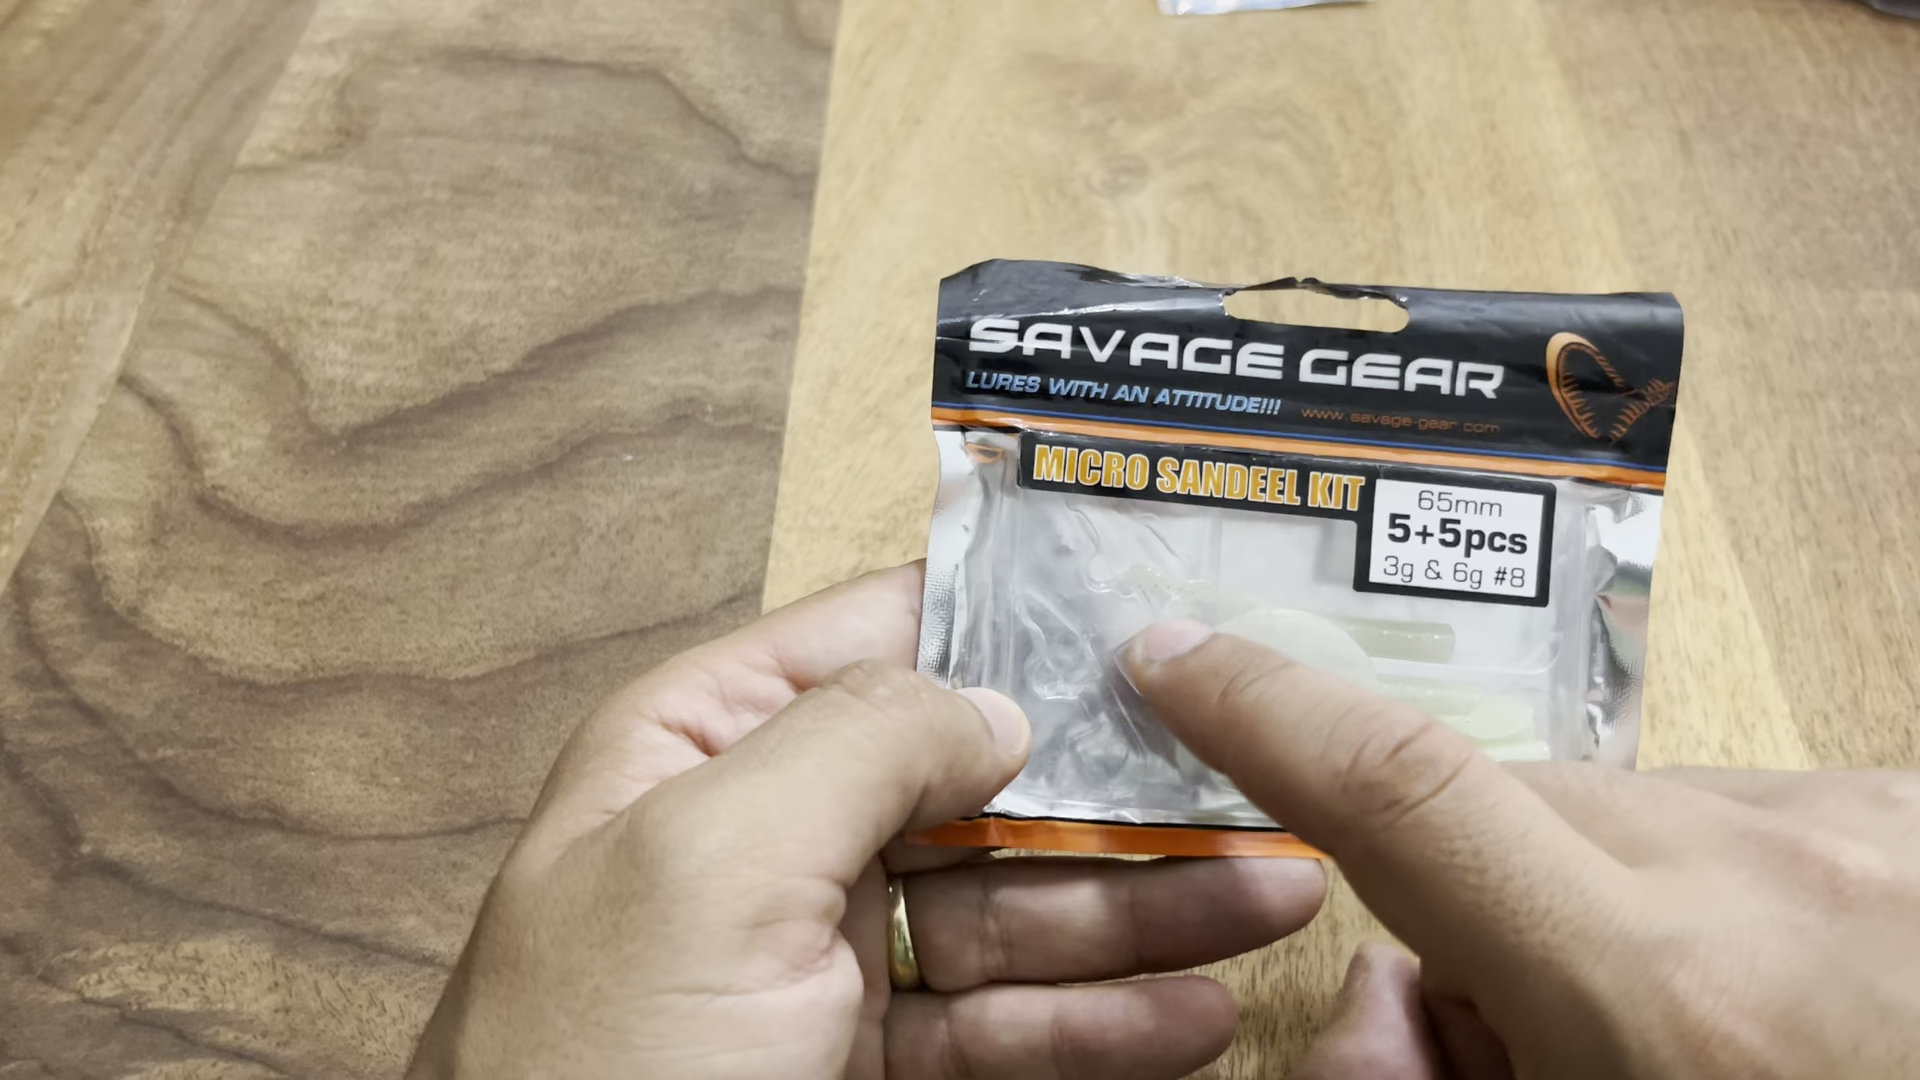 SAVAGE GEAR
LURES WITH AN ATTITUDE!!!
www.savage-gear.com
MICRO SANDEEL KIT
65mm
5+5pcs
3g & 6g #8